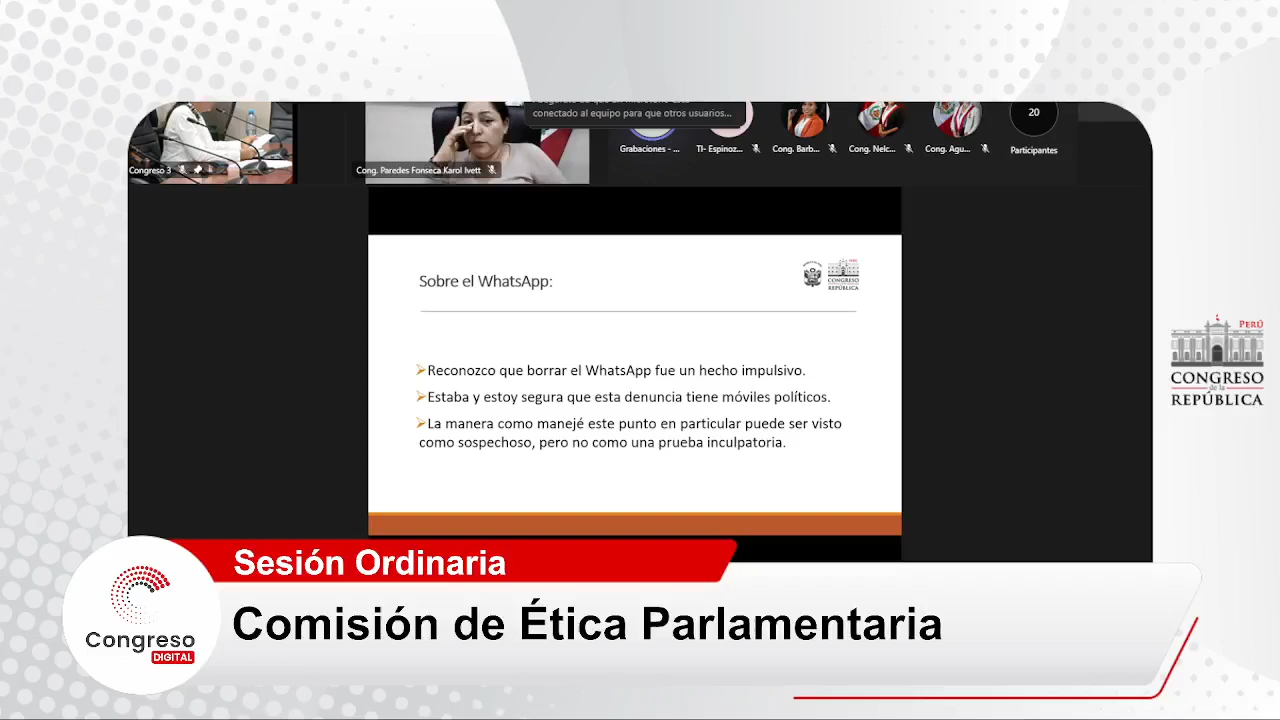 conectado al equipo para que otros usuarios...
20
Congreso 3
Cong. Paredes Fonseca Karol Ivett
Grabaciones - ...
TI- Espinoz...
Cong. Barb...
Cong. Nelc...
Cong. Agu...
Participantes
Sobre el WhatsApp:
CONGRESO
REPÚBLICA
➢Reconozco que borrar el WhatsApp fue un hecho impulsivo.
➢Estaba y estoy segura que esta denuncia tiene móviles políticos.
➢La manera como manejé este punto en particular puede ser visto
como sospechoso, pero no como una prueba inculpatoria.
PERÚ
CONGRESO
de la
REPÚBLICA
Sesión Ordinaria
Comisión de Ética Parlamentaria
Congreso
DIGITAL